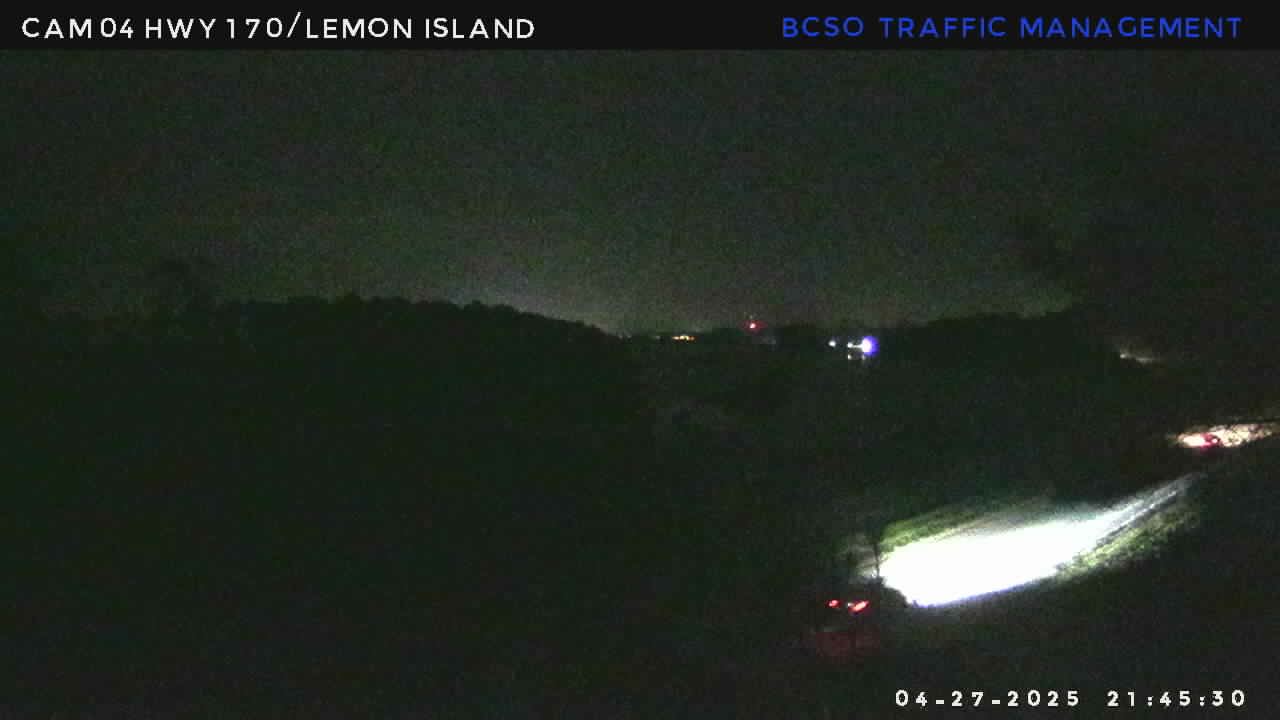 CAM04 HWY 170/LEMON ISLAND
BCSO TRAFFIC MANAGEMENT
04-27-2025 21:45:30